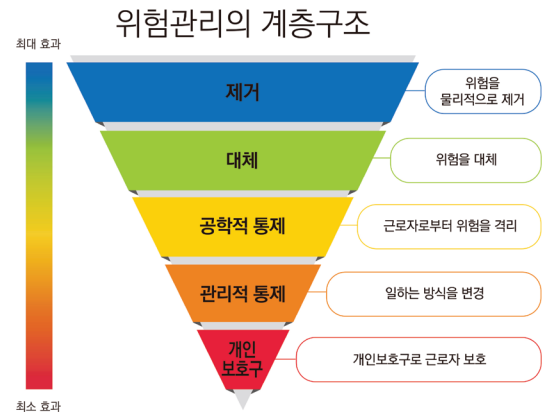 위험관리의 계층구조
최대 효과
제거
위험을
물리적으로 제거
대체
위험을 대체
공학적 통제
근로자로부터 위험을 격리
관리적 통제
일하는 방식을 변경
개인
보호구
개인보호구로 근로자 보호
최소 효과